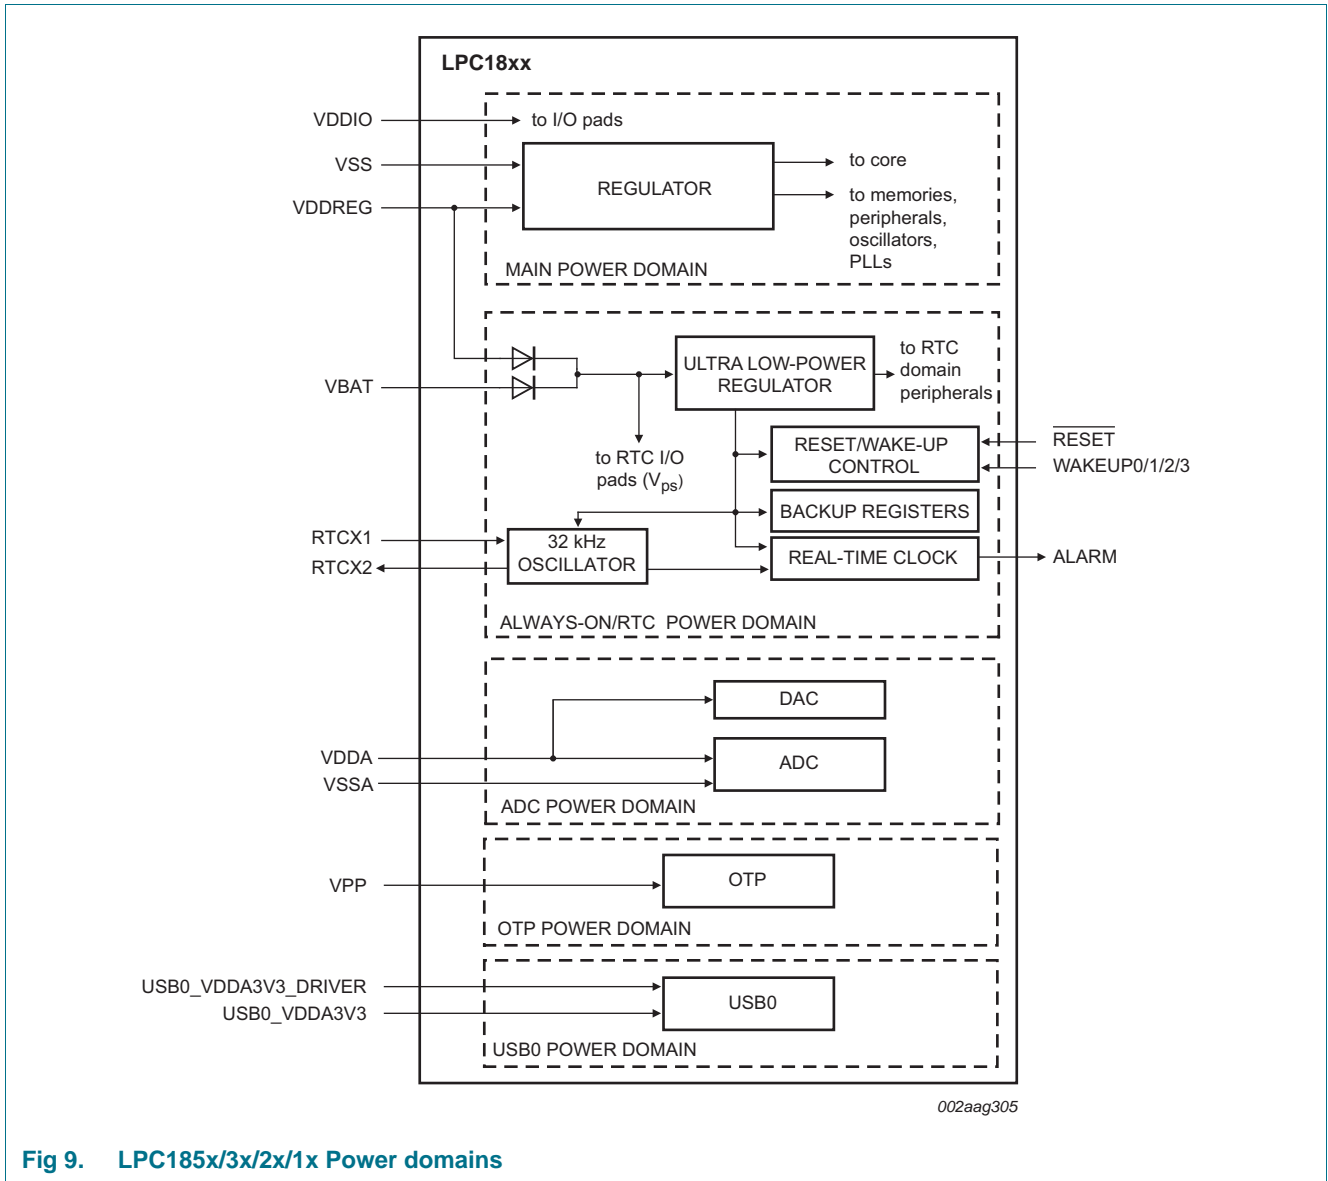 LPC18xx
VDDIO
to I/O pads
VSS
REGULATOR
to core
VDDREG
to memories,
peripherals,
oscillators,
PLLs
MAIN POWER DOMAIN
VBAT
ULTRA LOW-POWER
REGULATOR
to RTC
domain
peripherals
to RTC I/O
pads (Vps)
RESET/WAKE-UP
CONTROL
RESET
WAKEUP0/1/2/3
BACKUP REGISTERS
RTCX1
RTCX2
32 kHz
OSCILLATOR
REAL-TIME CLOCK
ALARM
ALWAYS-ON/RTC POWER DOMAIN
DAC
VDDA
VSSA
ADC
ADC POWER DOMAIN
VPP
OTP
OTP POWER DOMAIN
USB0_VDDA3V3_DRIVER
USB0_VDDA3V3
USB0
USB0 POWER DOMAIN
002aag305
Fig 9. LPC185x/3x/2x/1x Power domains